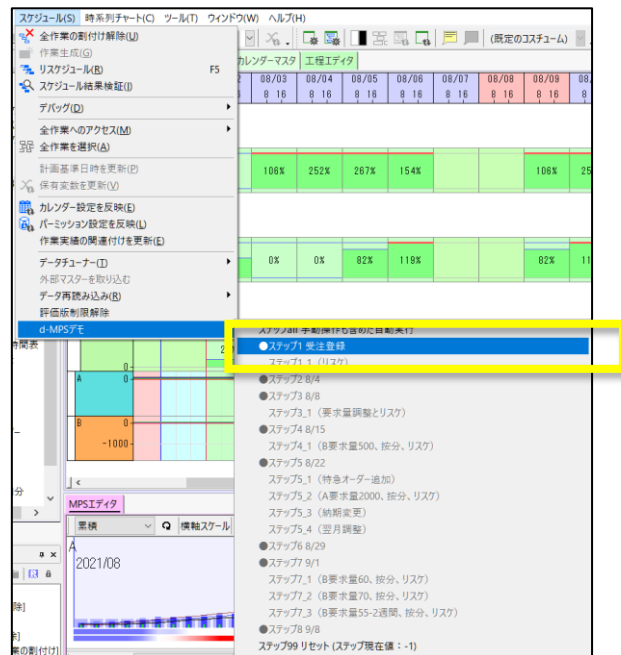 スケジュール(S) 時系列チャート(C) ツール(T) ウィンドウ(W) ヘルプ(H)
全作業の割付け解除(U)
作業生成(G)
リスケジュール(R) F5
スケジュール結果検証(I)
デバッグ(D)
全作業へのアクセス(M)
全作業を選択(A)
計画基準日時を更新(P)
保有変数を更新(V)
カレンダー設定を反映(E)
パーミッション設定を反映(L)
作業実績の関連付けを更新(E)
データチューナー(T)
外部マスターを取り込む
データ再読み込み(R)
評価版制限解除
d-MPSデモ
(既定のコスチューム)
カレンダーマスタ 工程エディタ
08/03 08/04 08/05 08/06 08/07 08/08 08/09 08/
8 16 8 16 8 16 8 16 8 16 8 16 8 16 8
106% 252% 267% 154% 106% 25
0% 0% 82% 119% 82% 11
ステップall 手動操作も含めた自動実行
●ステップ1 受注登録
ステップ1_1 (リスケ)
●ステップ2 8/4
●ステップ3 8/8
ステップ3_1 (要求量調整とリスケ)
●ステップ4 8/15
ステップ4_1 (B要求量500、按分、リスケ)
●ステップ5 8/22
ステップ5_1 (特急オーダー追加)
ステップ5_2 (A要求量2000、按分、リスケ)
ステップ5_3 (納期変更)
ステップ5_4 (翌月調整)
●ステップ6 8/29
●ステップ7 9/1
ステップ7_1 (B要求量60、按分、リスケ)
ステップ7_2 (B要求量70、按分、リスケ)
ステップ7_3 (B要求量55-2週間、按分、リスケ)
●ステップ8 9/8
ステップ99 リセット (ステップ現在値：-1)
時間表
0
A 0
B 0
-1000
分
MPSエディタ
累積 横軸スケール
A
2021/08
除]
除]
業の割付け]